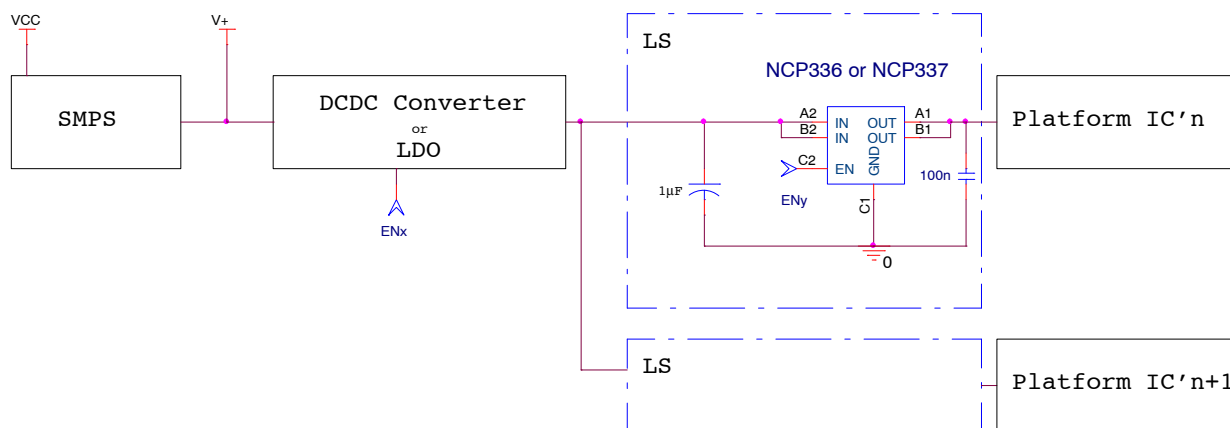 VCC
V+
LS
NCP336 or NCP337
SMPS
DCDC Converter
or
LDO
A2
B2
IN
IN
OUT
OUT
A1
B1
C2
EN
GND
C1
ENy
1µF
100n
0
ENx
Platform IC'n
LS
Platform IC'n+1